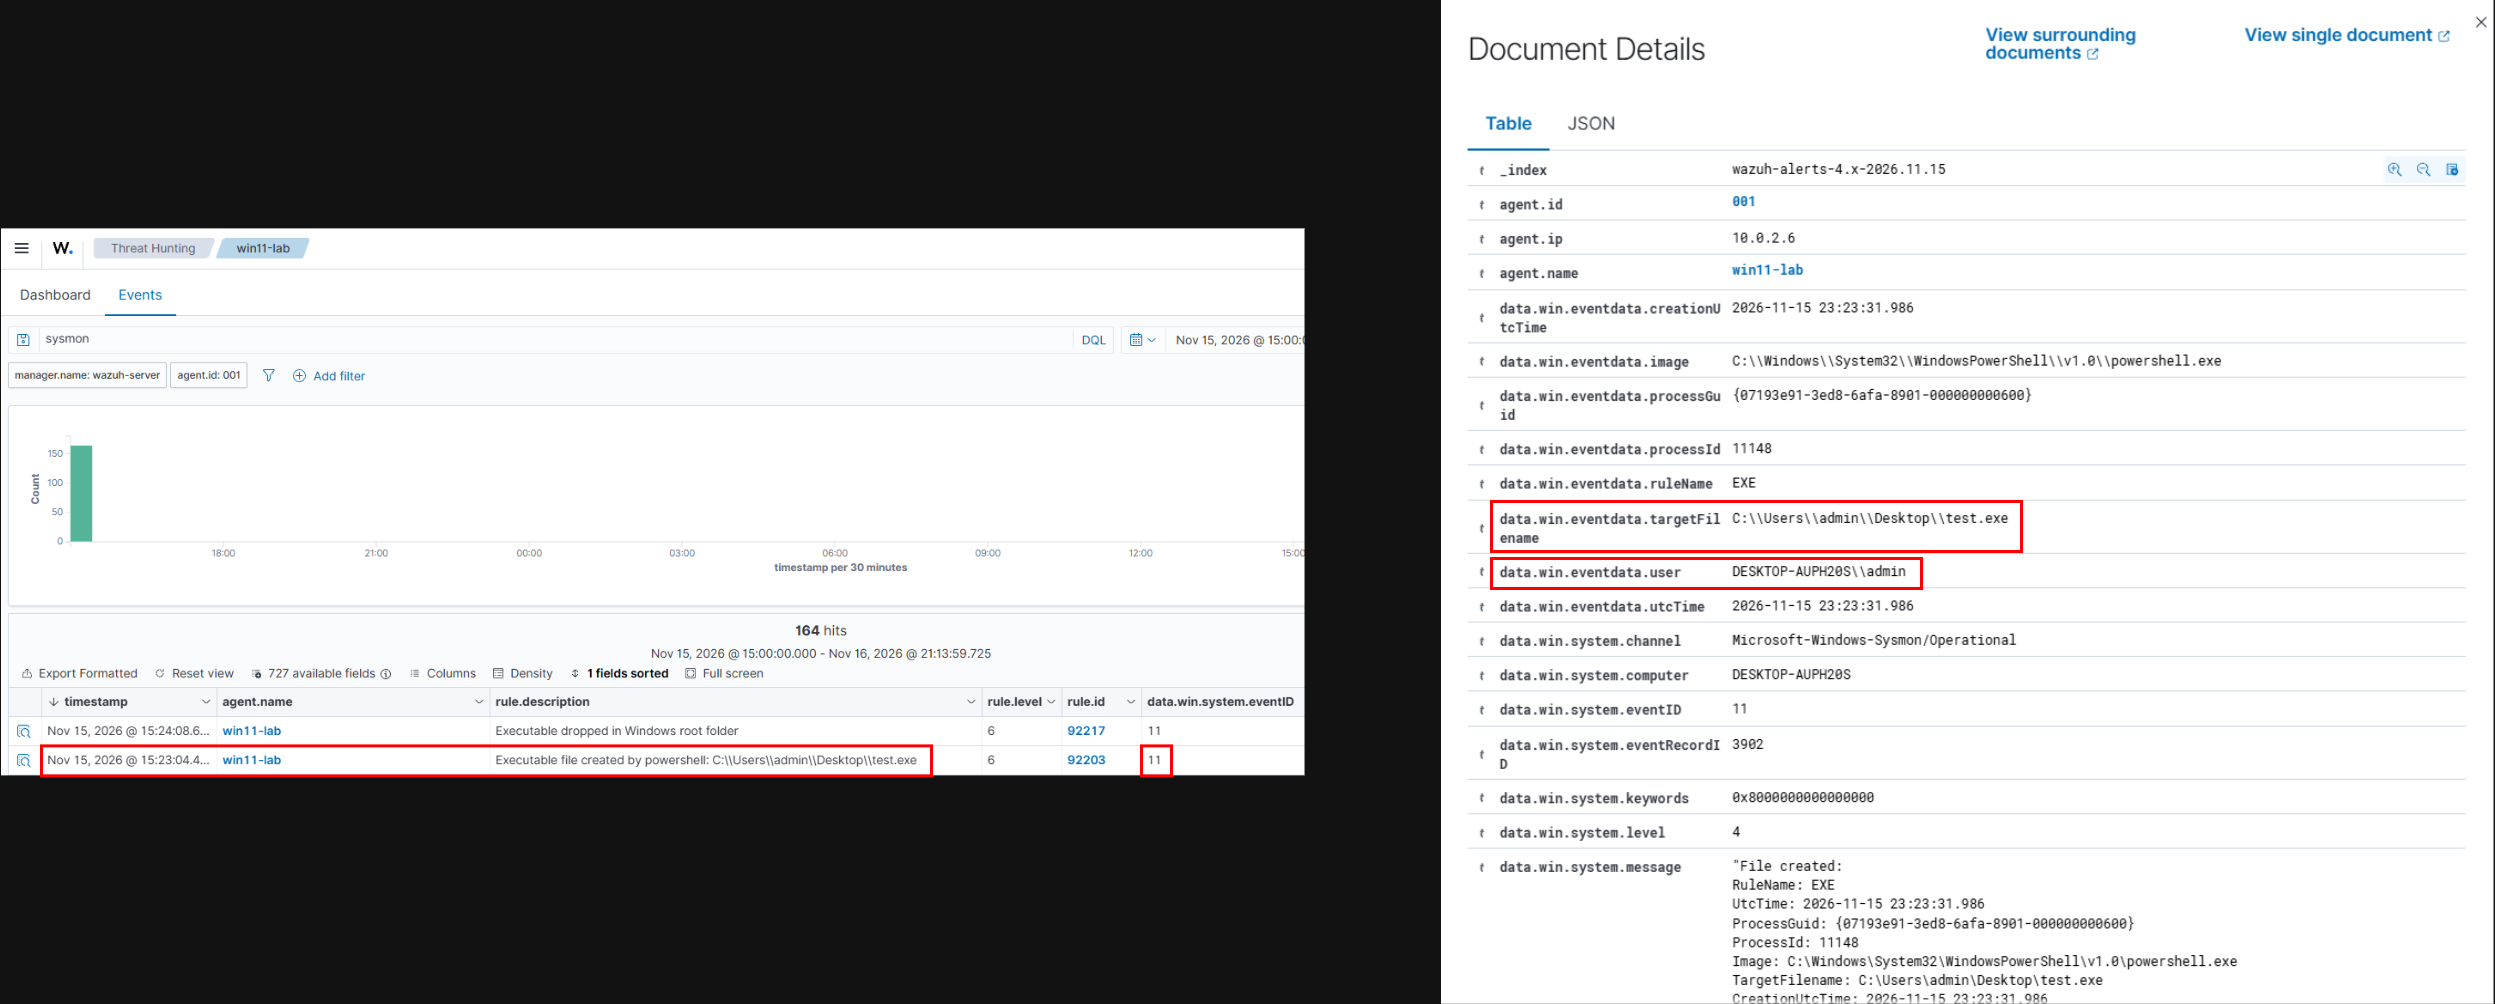 W.
Threat Hunting
win11-lab
Dashboard
Events
sysmon
DQL
Nov 15, 2026 @ 15:00:0
manager.name: wazuh-server
agent.id: 001
Add filter
Count
150
100
50
0
18:00
21:00
00:00
03:00
06:00
09:00
12:00
15:00
timestamp per 30 minutes
164 hits
Nov 15, 2026 @ 15:00:00.000 - Nov 16, 2026 @ 21:13:59.725
Export Formatted
Reset view
727 available fields
Columns
Density
1 fields sorted
Full screen
timestamp agent.name rule.description rule.level rule.id data.win.system.eventID
Nov 15, 2026 @ 15:24:08.6... win11-lab Executable dropped in Windows root folder 6 92217 11
Nov 15, 2026 @ 15:23:04.4... win11-lab Executable file created by powershell: C:\\Users\\admin\\Desktop\\test.exe 6 92203 11
Document Details
View surrounding
documents
View single document
Table
JSON
t _index wazuh-alerts-4.x-2026.11.15
t agent.id 001
t agent.ip 10.0.2.6
t agent.name win11-lab
t data.win.eventdata.creationU 2026-11-15 23:23:31.986
tcTime
t data.win.eventdata.image C:\\Windows\\System32\\WindowsPowerShell\\v1.0\\powershell.exe
t data.win.eventdata.processGu {07193e91-3ed8-6afa-8901-000000000600}
id
t data.win.eventdata.processId 11148
t data.win.eventdata.ruleName EXE
t data.win.eventdata.targetFil C:\\Users\\admin\\Desktop\\test.exe
ename
t data.win.eventdata.user DESKTOP-AUPH20S\\admin
t data.win.eventdata.utcTime 2026-11-15 23:23:31.986
t data.win.system.channel Microsoft-Windows-Sysmon/Operational
t data.win.system.computer DESKTOP-AUPH20S
t data.win.system.eventID 11
t data.win.system.eventRecordI 3902
D
t data.win.system.keywords 0x8000000000000000
t data.win.system.level 4
t data.win.system.message "File created:
RuleName: EXE
UtcTime: 2026-11-15 23:23:31.986
ProcessGuid: {07193e91-3ed8-6afa-8901-000000000600}
ProcessId: 11148
Image: C:\Windows\System32\WindowsPowerShell\v1.0\powershell.exe
TargetFilename: C:\Users\admin\Desktop\test.exe
CreationUtcTime: 2026-11-15 23:23:31.986